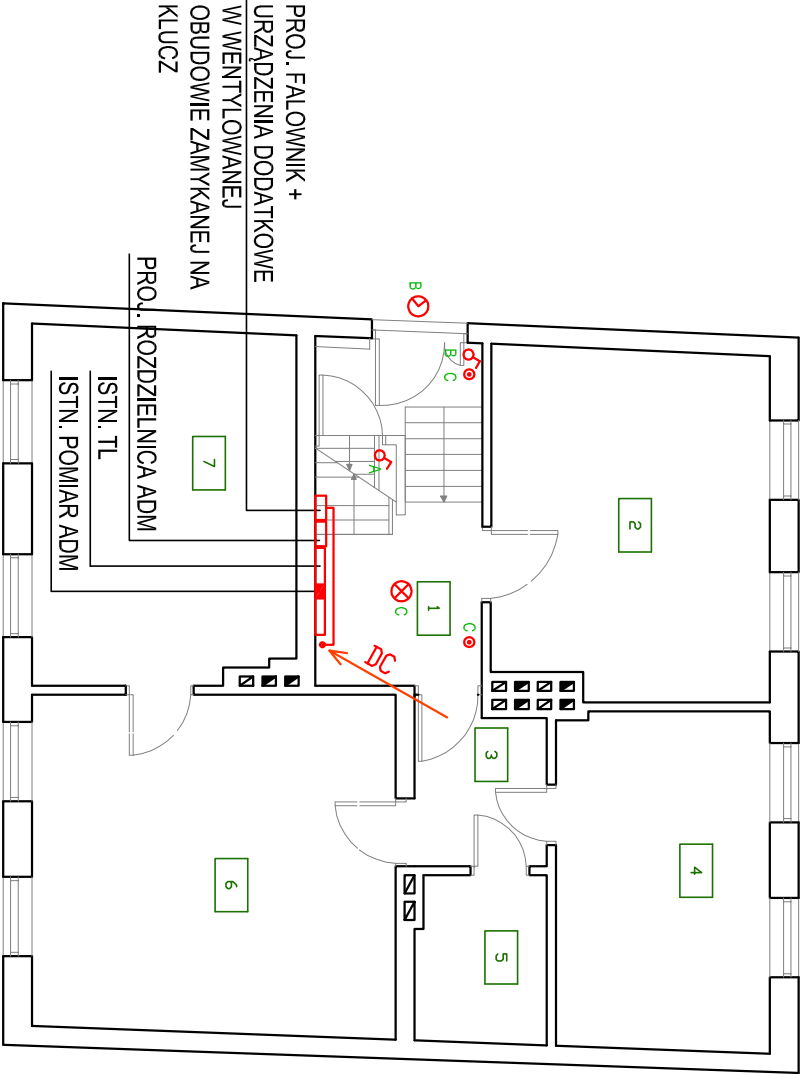 PROJ. FALOWNIK +
URZĄDZENIA DODATKOWE
W WENTYLOWANEJ
OBUDOWIE ZAMYKANEJ NA
KLUCZ
PROJ. ROZDZIELNICA ADM
ISTN. TL
ISTN. POMIAR ADM
B
B
C
A
C
C
DC
1
2
3
4
5
6
7